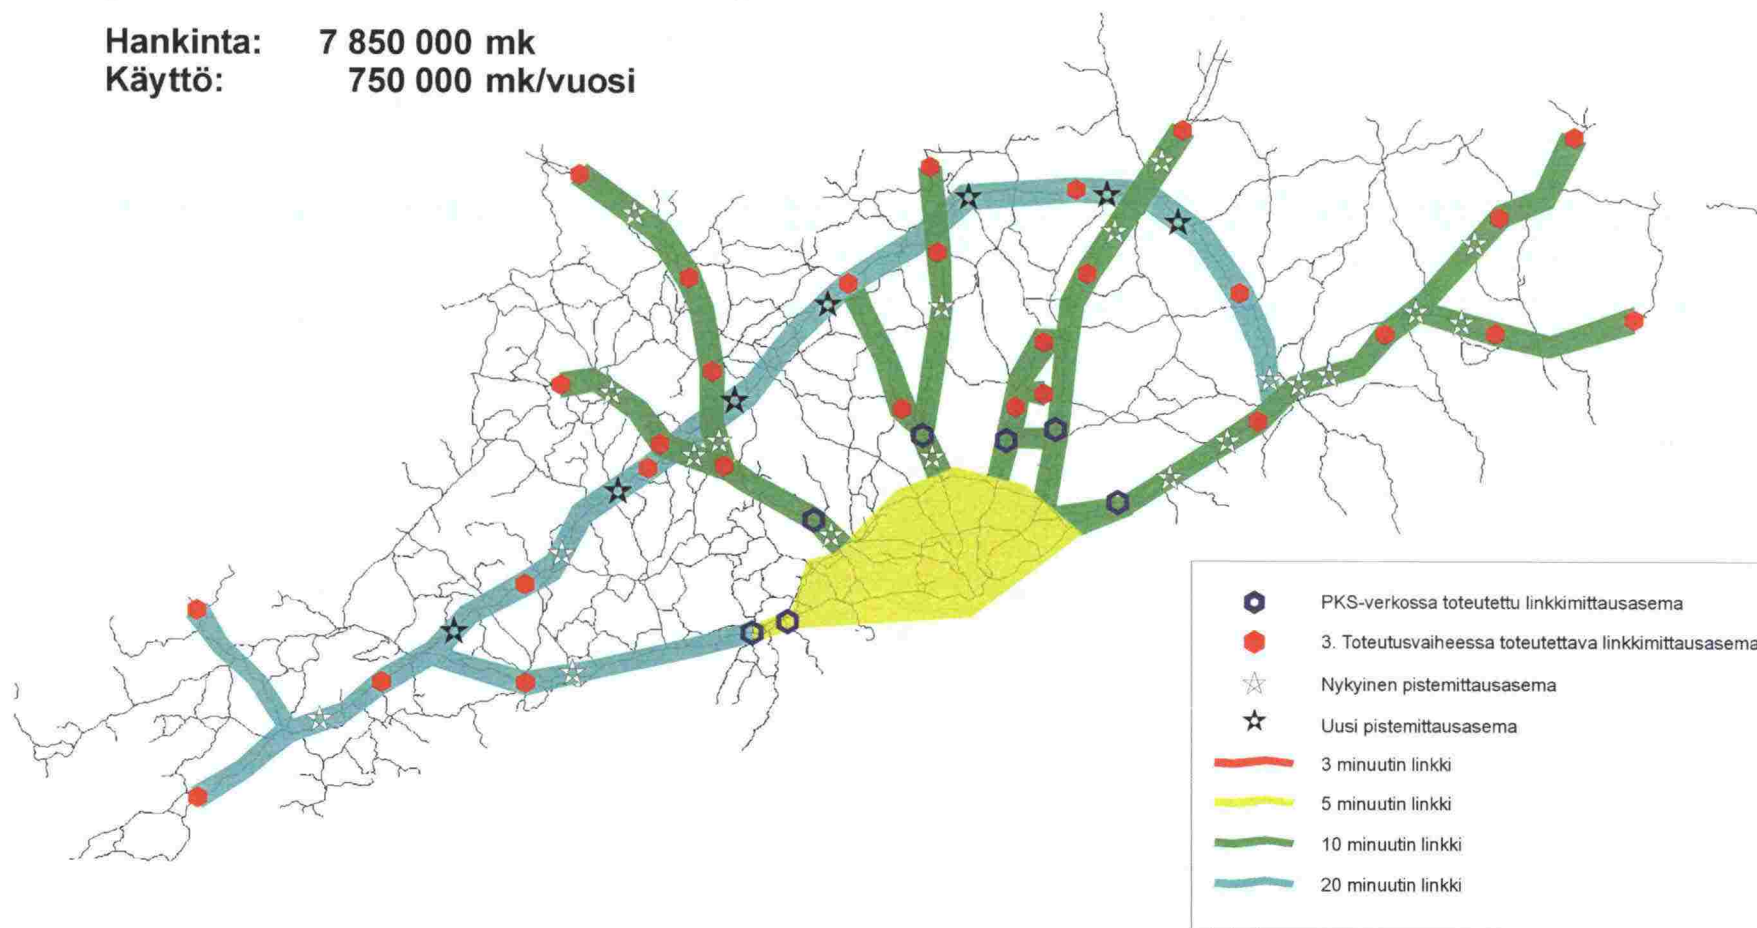 Hankinta: 7 850 000 mk
Käyttö: 750 000 mk/vuosi
PKS-verkossa toteutettu linkkimittausasema
3. Toteutusvaiheessa toteutettava linkkimittausasema
Nykyinen pistemittausasema
Uusi pistemittausasema
3 minuutin linkki
5 minuutin linkki
10 minuutin linkki
20 minuutin linkki